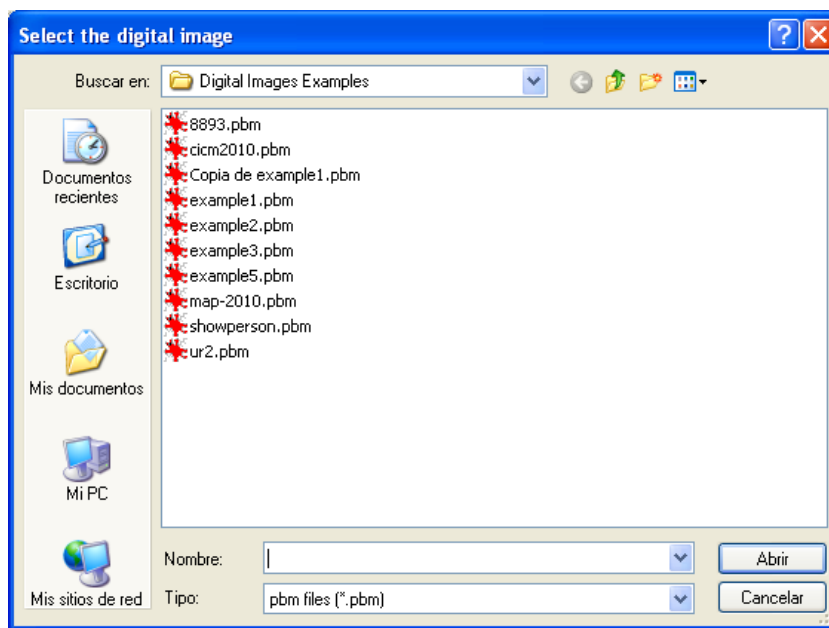 Select the digital image
Buscar en:
Digital Images Examples
Documentos
recientes
Escritorio
Mis documentos
Mi PC
Mis sitios de red
8893.pbm
cicm2010.pbm
Copia de example1.pbm
example1.pbm
example2.pbm
example3.pbm
example5.pbm
map-2010.pbm
showperson.pbm
ur2.pbm
Nombre:
Abrir
Tipo:
pbm files (*.pbm)
Cancelar